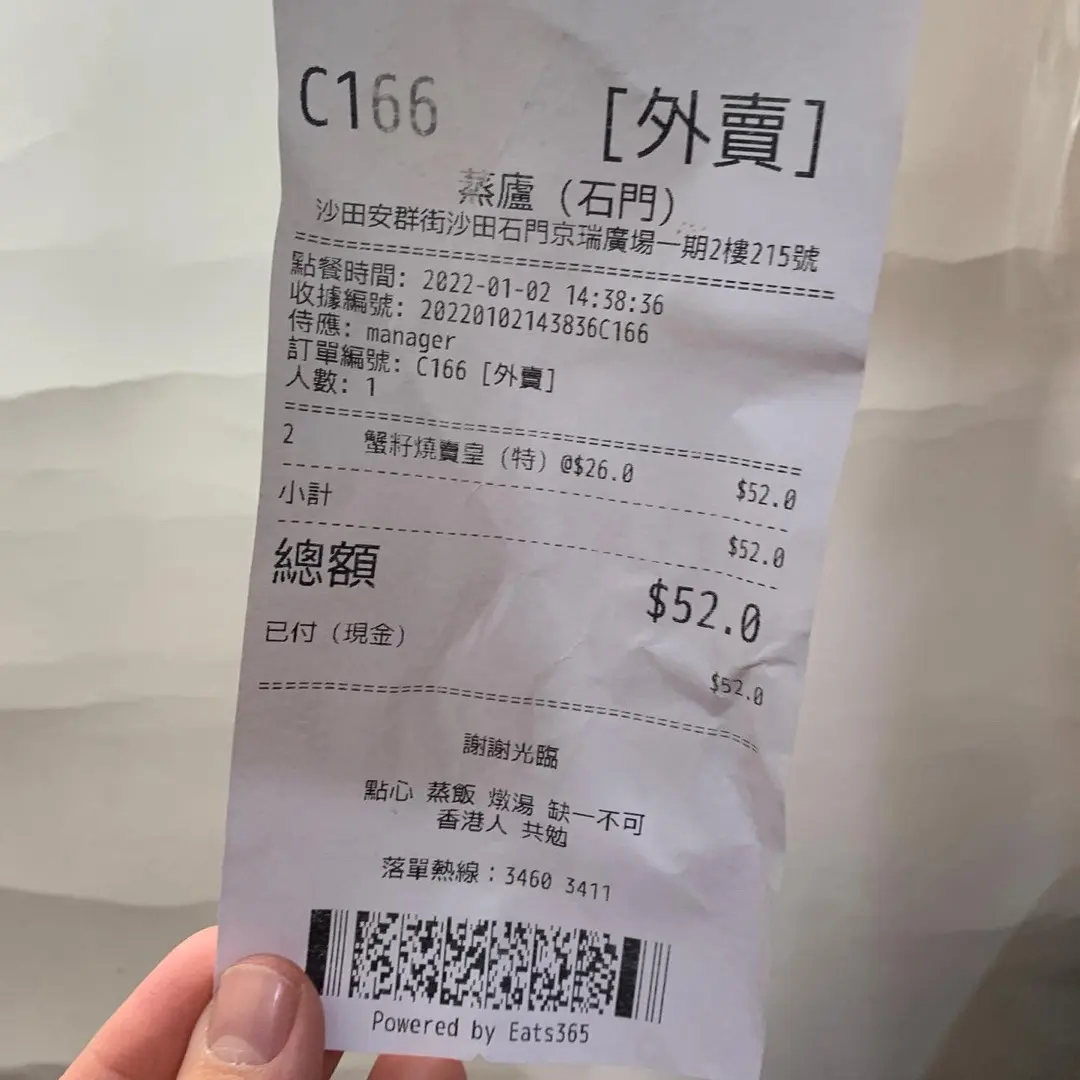 C166 [外賣]
蒸廬（石門）
沙田安群街沙田石門京瑞廣場一期2樓215號
點餐時間: 2022-01-02 14:38:36
收據編號: 20220102143836C166
侍應: manager
訂單編號: C166 [外賣]
人數: 1
2 蟹籽燒賣皇（特）@$26.0 $52.0
小計 $52.0
總額 $52.0
已付（現金） $52.0
謝謝光臨
點心 蒸飯 燉湯 缺一不可
香港人 共勉
落單熱線：3460 3411
Powered by Eats365